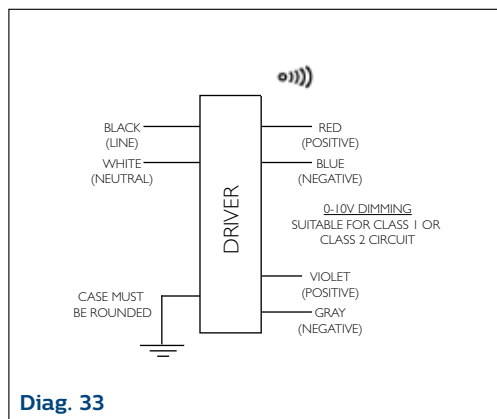 BLACK
(LINE)
WHITE
(NEUTRAL)
CASE MUST
BE ROUNDED
DRIVER
RED
(POSITIVE)
BLUE
(NEGATIVE)
0-10V DIMMING
SUITABLE FOR CLASS 1 OR
CLASS 2 CIRCUIT
VIOLET
(POSITIVE)
GRAY
(NEGATIVE)
Diag. 33